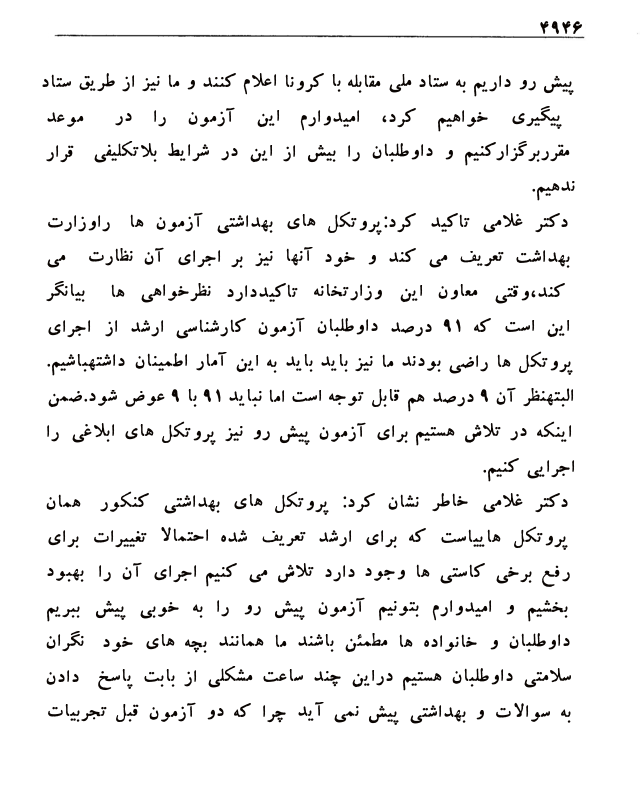 ۴۹۴۶
پیش رو داریم به ستاد ملی مقابله با کرونا اعلام کنند و ما نیز از طریق ستاد
پیگیری خواهیم کرد، امیدوارم این آزمون را در موعد
مقرربرگزارکنیم و داوطلبان را بیش از این در شرایط بلاتکلیفی قرار
ندهیم.
دکتر غلامی تاکید کرد:پروتکل های بهداشتی آزمون ها راوزارت
بهداشت تعریف می کند و خود آنها نیز بر اجرای آن نظارت می
کند،وقتی معاون این وزارتخانه تاکیددارد نظرخواهی ها بیانگر
این است که ۹۱ درصد داوطلبان آزمون کارشناسی ارشد از اجرای
پروتکل ها راضی بودند ما نیز باید باید به این آمار اطمینان داشتهباشیم.
البتهنظر آن ۹ درصد هم قابل توجه است اما نباید ۹۱ با ۹ عوض شود.ضمن
اینکه در تلاش هستیم برای آزمون پیش رو نیز پروتکل های ابلاغی را
اجرایی کنیم.
دکتر غلامی خاطر نشان کرد: پروتکل های بهداشتی کنکور همان
پروتکل هاییاست که برای ارشد تعریف شده احتمالا تغییرات برای
رفع برخی کاستی ها وجود دارد تلاش می کنیم اجرای آن را بهبود
بخشیم و امیدوارم بتونیم آزمون پیش رو را به خوبی پیش ببریم
داوطلبان و خانواده ها مطمئن باشند ما همانند بچه های خود نگران
سلامتی داوطلبان هستیم دراین چند ساعت مشکلی از بابت پاسخ دادن
به سوالات و بهداشتی پیش نمی آید چرا که دو آزمون قبل تجربیات